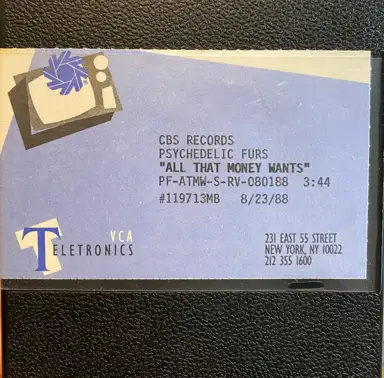 CBS RECORDS
PSYCHEDELIC FURS
"ALL THAT MONEY WANTS"
PF-ATMW-S-RV-080188 3:44
#119713MB 8/23/88
VCA
TELETRONICS
231 EAST 55 STREET
NEW YORK, NY 10022
212 355 1600